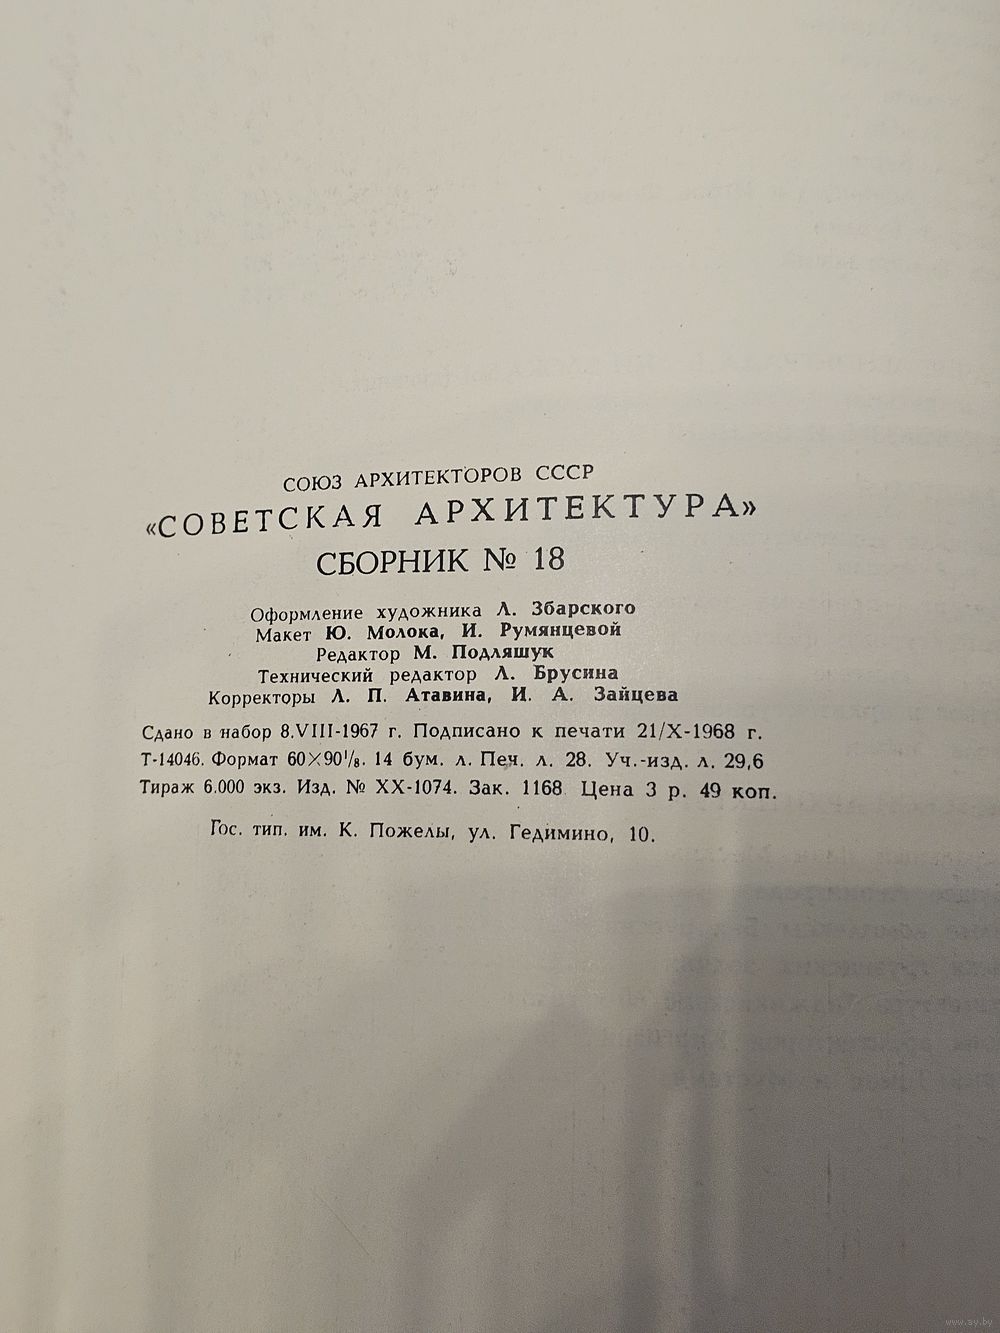 СОЮЗ АРХИТЕКТОРОВ СССР
«СОВЕТСКАЯ АРХИТЕКТУРА»
СБОРНИК № 18
Оформление художника Л. Збарского
Макет Ю. Молока, И. Румянцевой
Редактор М. Подляшук
Технический редактор Л. Брусина
Корректоры Л. П. Атавина, И. А. Зайцева
Сдано в набор 8.VIII-1967 г. Подписано к печати 21/X-1968 г.
Т-14046. Формат 60×90¹/₈. 14 бум. л. Печ. л. 28. Уч.-изд. л. 29,6
Тираж 6.000 экз. Изд. № XX-1074. Зак. 1168 Цена 3 р. 49 коп.
Гос. тип. им. К. Пожелы, ул. Гедимино, 10.
www.ay.by